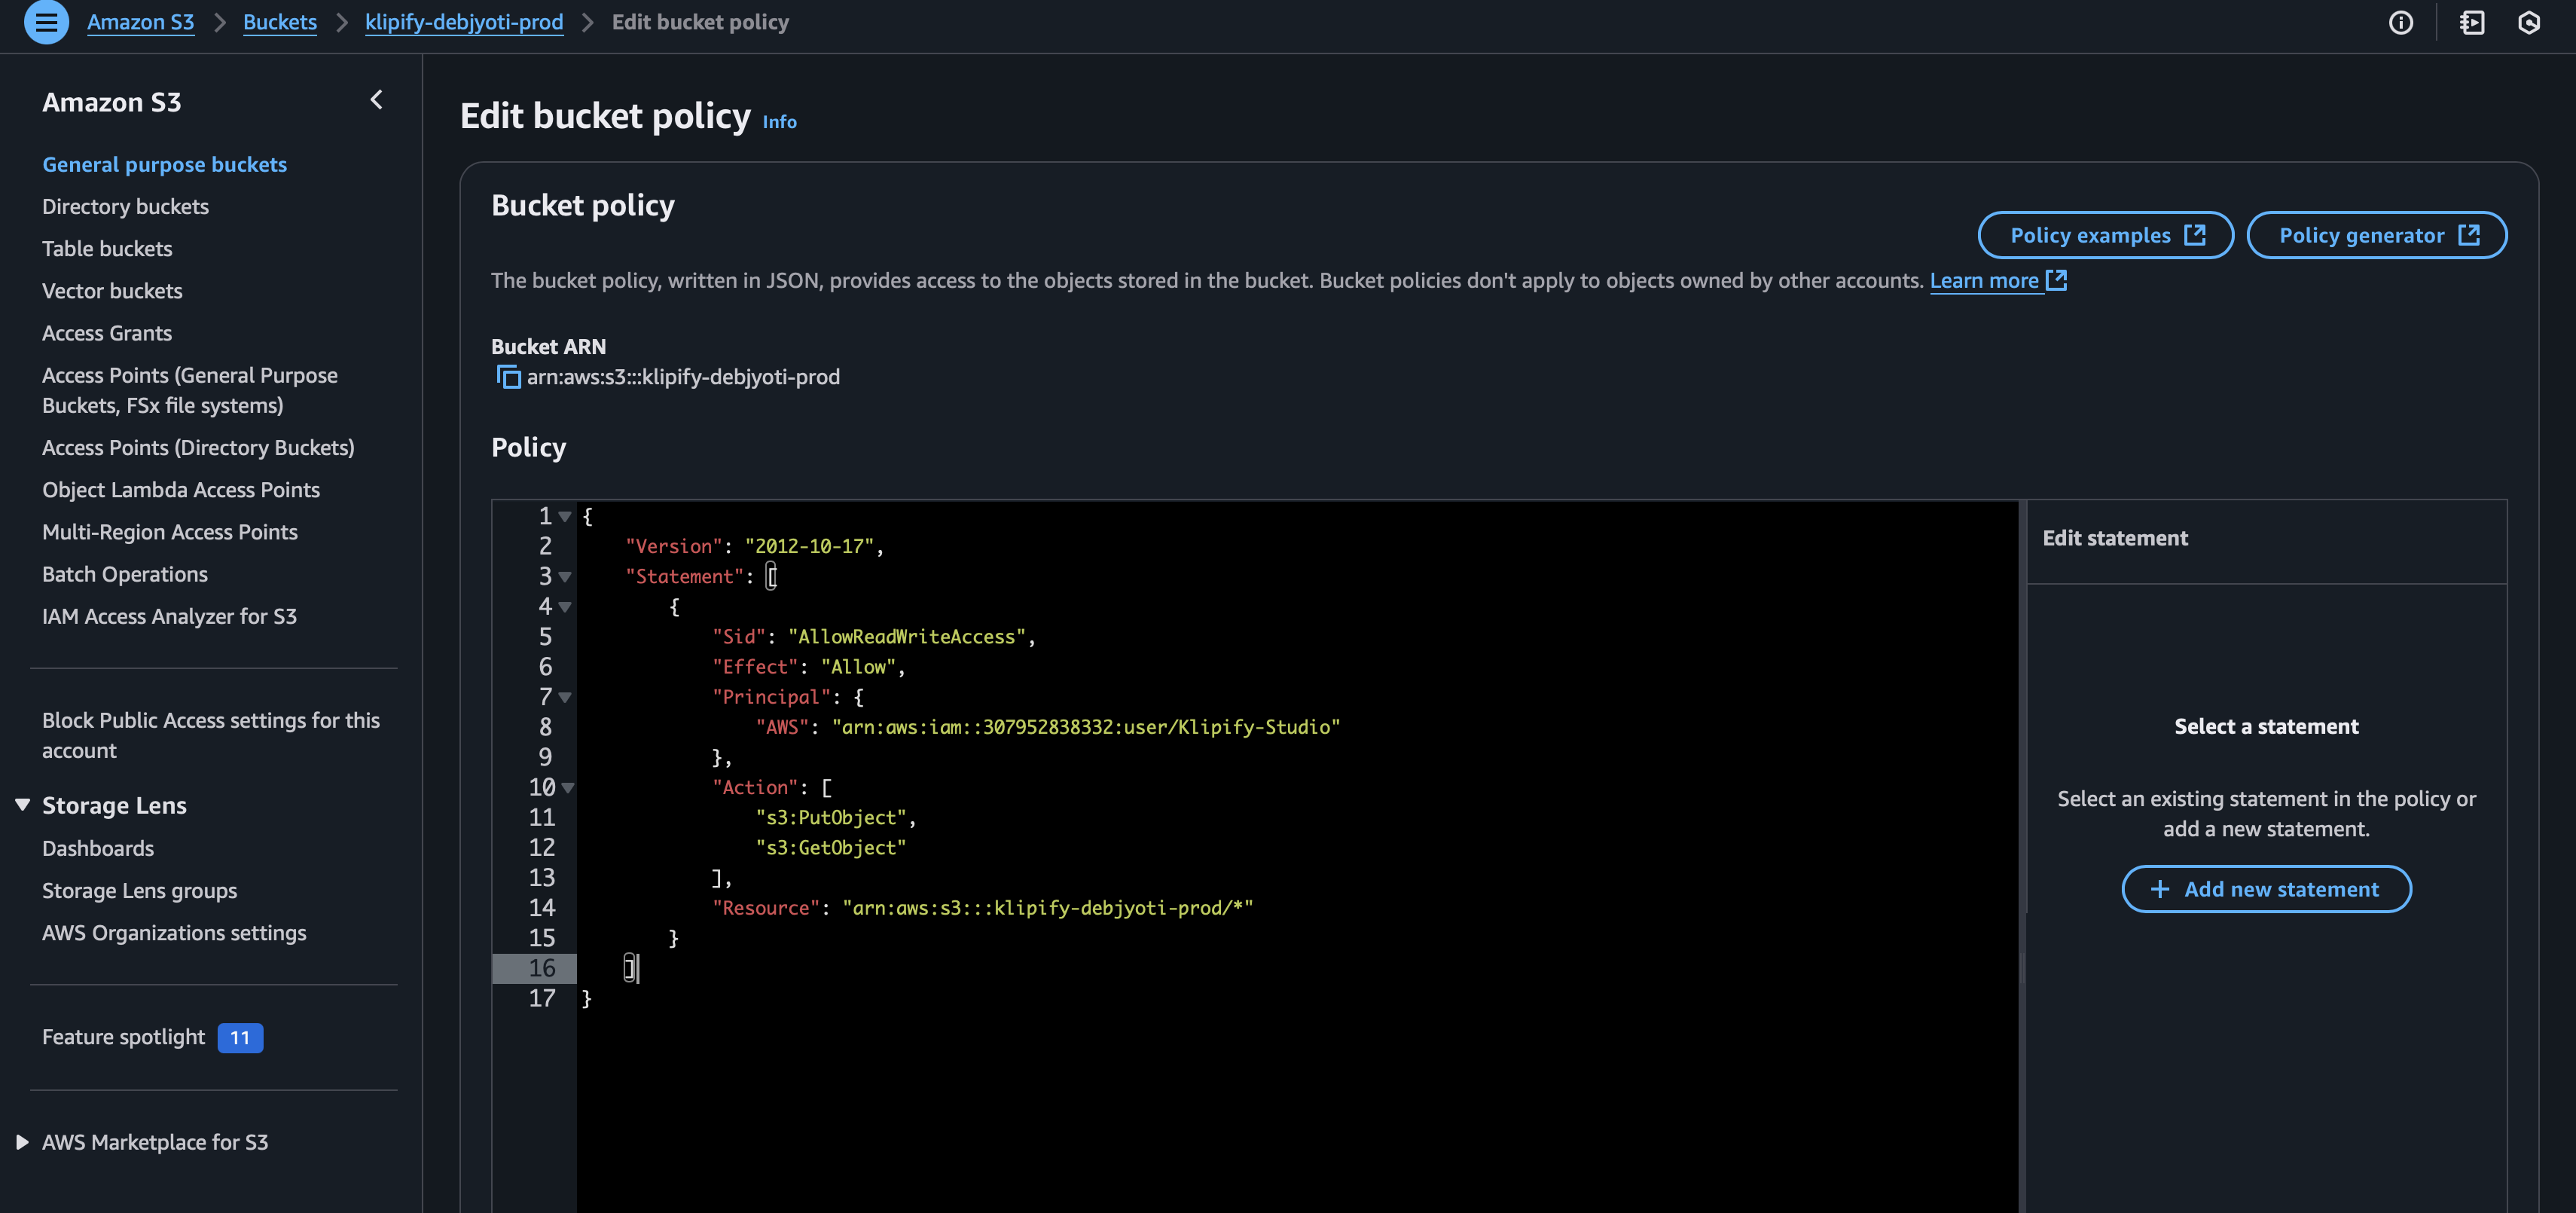 Amazon S3 > Buckets > klipify-debjyoti-prod > Edit bucket policy
Amazon S3
General purpose buckets
Directory buckets
Table buckets
Vector buckets
Access Grants
Access Points (General Purpose
Buckets, FSx file systems)
Access Points (Directory Buckets)
Object Lambda Access Points
Multi-Region Access Points
Batch Operations
IAM Access Analyzer for S3
Block Public Access settings for this
account
Storage Lens
Dashboards
Storage Lens groups
AWS Organizations settings
Feature spotlight 11
AWS Marketplace for S3
Edit bucket policy Info
Bucket policy
Policy examples
Policy generator
The bucket policy, written in JSON, provides access to the objects stored in the bucket. Bucket policies don't apply to objects owned by other accounts. Learn more
Bucket ARN
arn:aws:s3:::klipify-debjyoti-prod
Policy
1 {
2     "Version": "2012-10-17",
3     "Statement": [
4         {
5             "Sid": "AllowReadWriteAccess",
6             "Effect": "Allow",
7             "Principal": {
8                 "AWS": "arn:aws:iam::307952838332:user/Klipify-Studio"
9             },
10             "Action": [
11                 "s3:PutObject",
12                 "s3:GetObject"
13             ],
14             "Resource": "arn:aws:s3:::klipify-debjyoti-prod/*"
15         }
16     ]
17 }
Edit statement
Select a statement
Select an existing statement in the policy or
add a new statement.
+ Add new statement